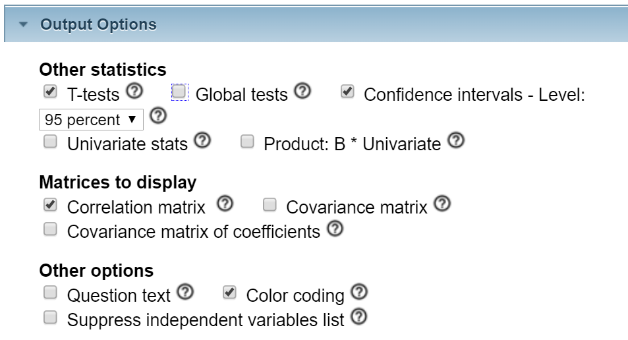 Output Options
Other statistics
T-tests ? Global tests ? Confidence intervals - Level:
95 percent ?
Univariate stats ? Product: B * Univariate ?
Matrices to display
Correlation matrix ? Covariance matrix ?
Covariance matrix of coefficients ?
Other options
Question text ? Color coding ?
Suppress independent variables list ?